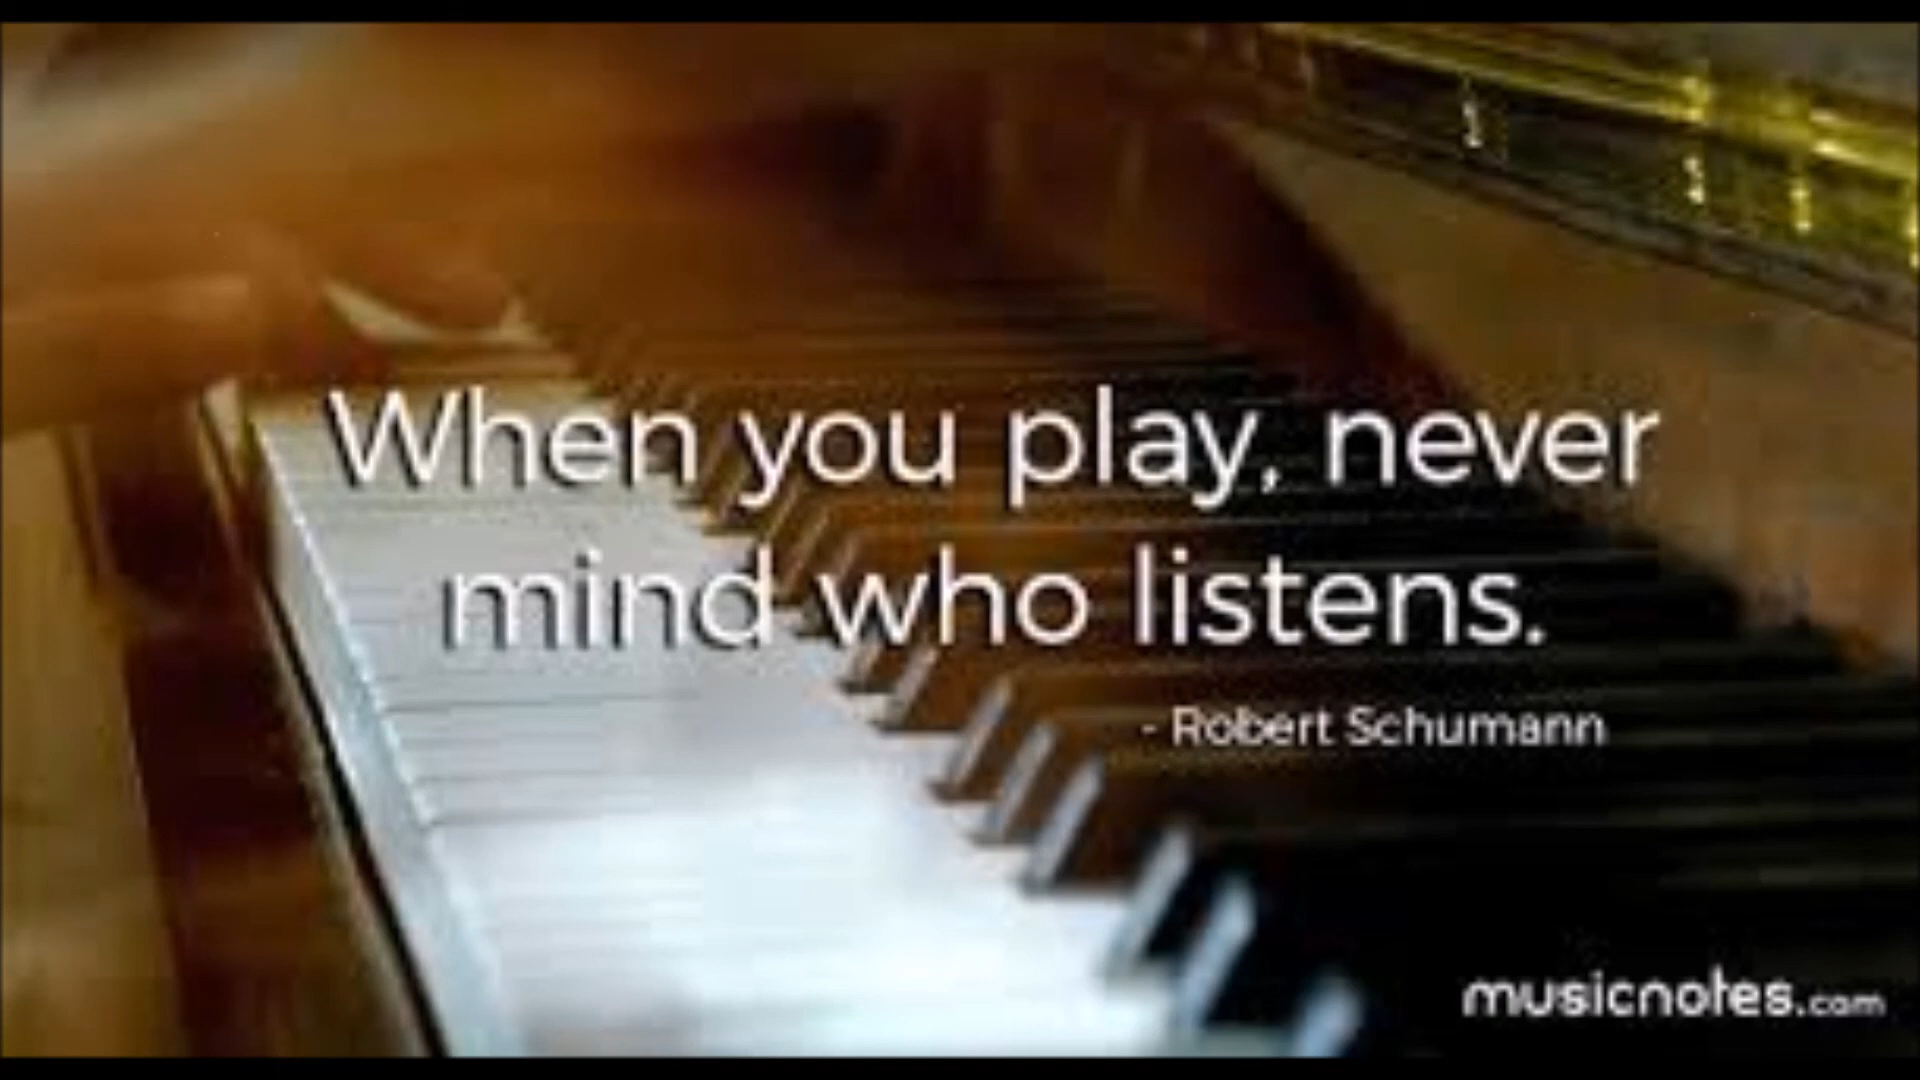 When you play, never
mind who listens.
- Robert Schumann
musicnotes.com